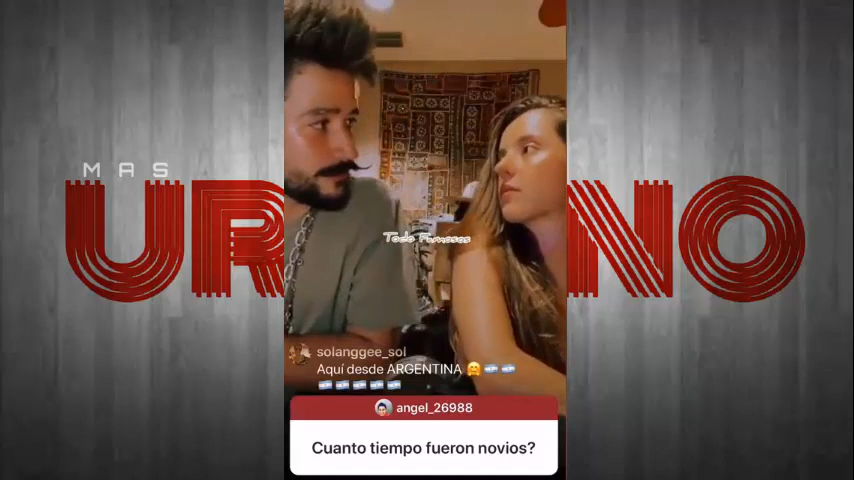 MAS
UR NO
Todo Famosos
solanggee_sol
Aquí desde ARGENTINA 🤗🇦🇷🇦🇷
🇦🇷🇦🇷🇦🇷🇦🇷🇦🇷
angel_26988
Cuanto tiempo fueron novios?